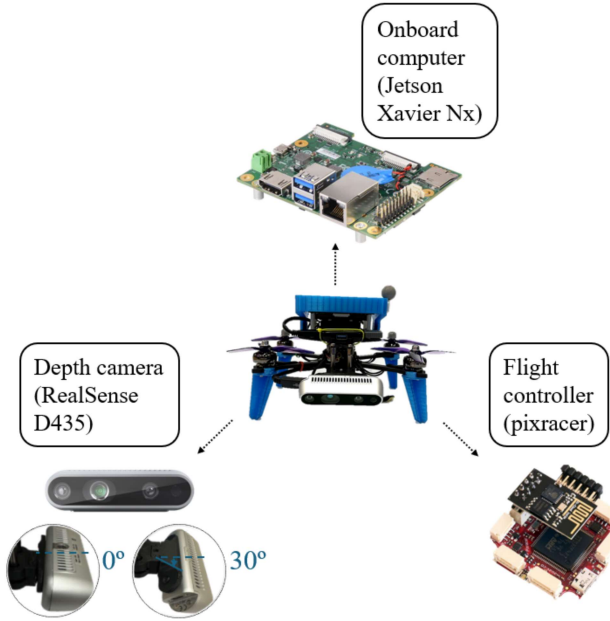 Onboard
computer
(Jetson
Xavier Nx)
Depth camera
(RealSense
D435)
Flight
controller
(pixracer)
0º
30º